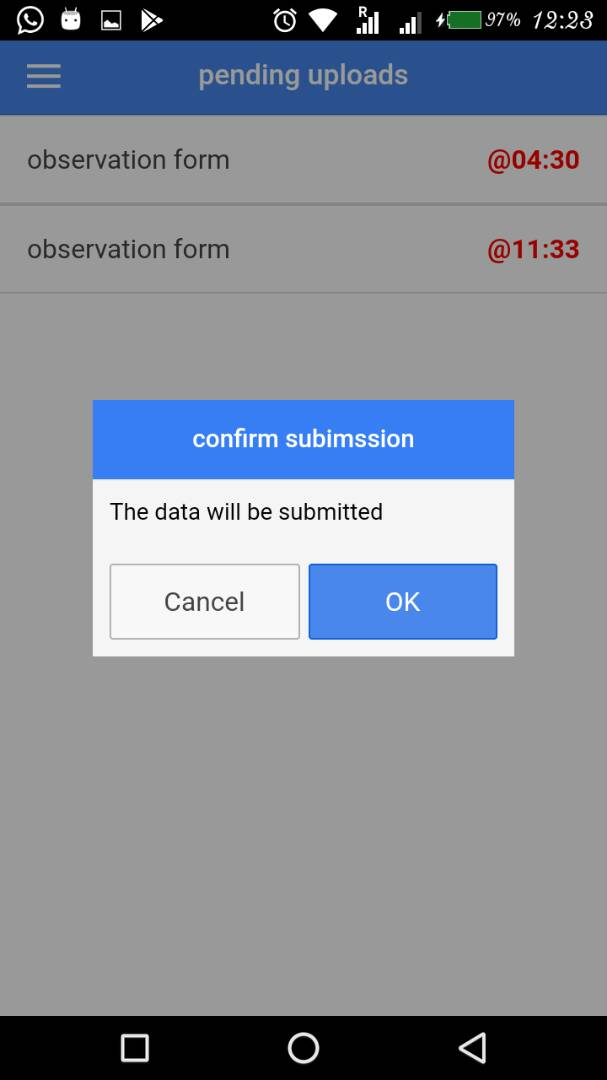 R 97% 12:23
pending uploads
observation form @04:30
observation form @11:33
confirm subimssion
The data will be submitted
Cancel OK